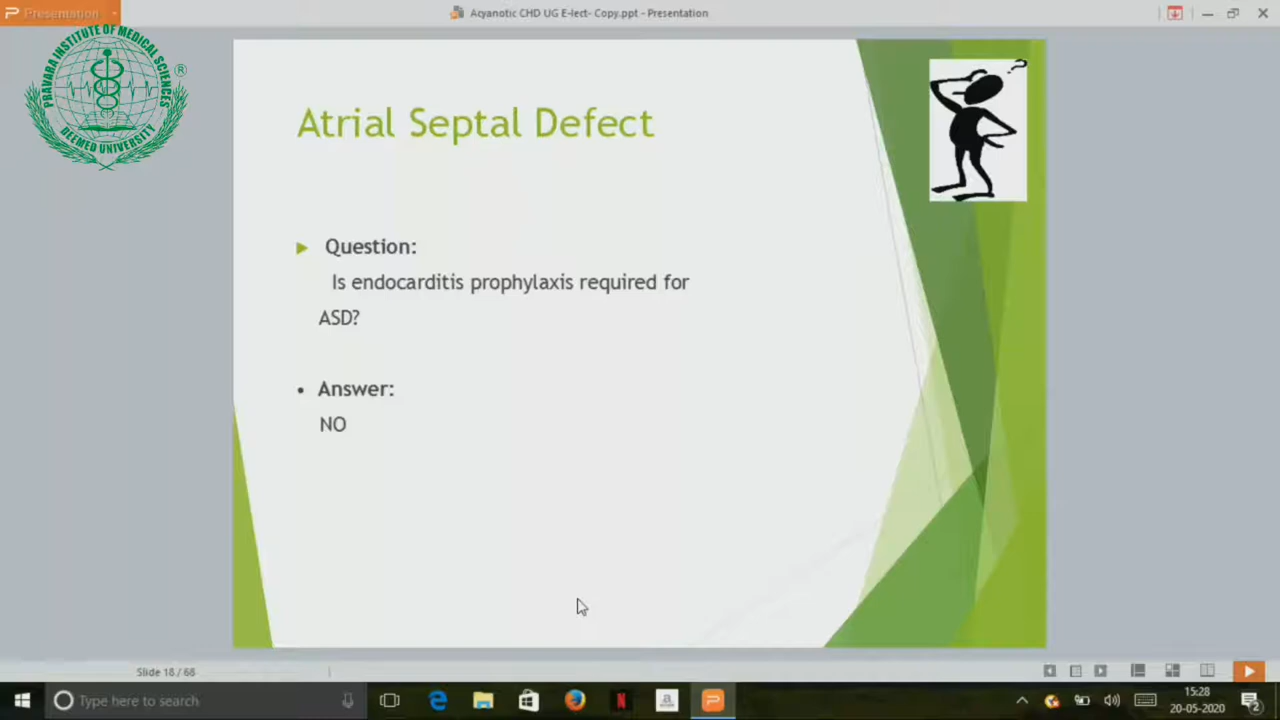 Presentation
Acyanotic CHD UG E-lect- Copy.ppt - Presentation
PRAVARA INSTITUTE OF MEDICAL SCIENCES
®
DEEMED UNIVERSITY
Atrial Septal Defect
?
Question:
Is endocarditis prophylaxis required for
ASD?
• Answer:
NO
Slide 18 / 68
Type here to search
15:28
20-05-2020
2